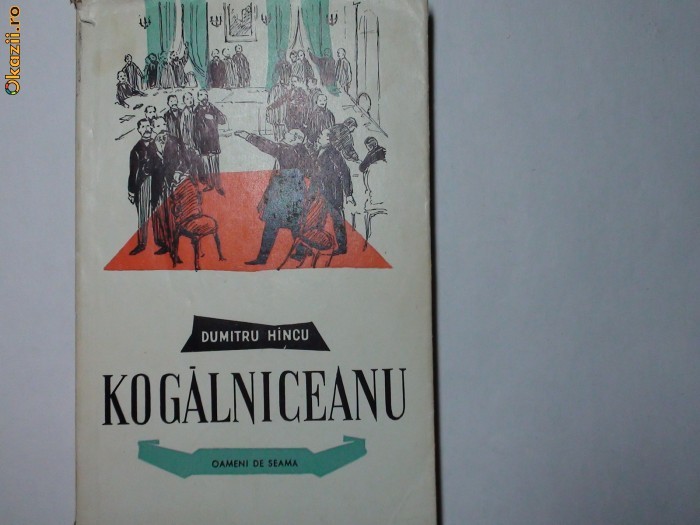 Okazii.ro
DUMITRU HÎNCU
KOGĂLNICEANU
OAMENI DE SEAMA